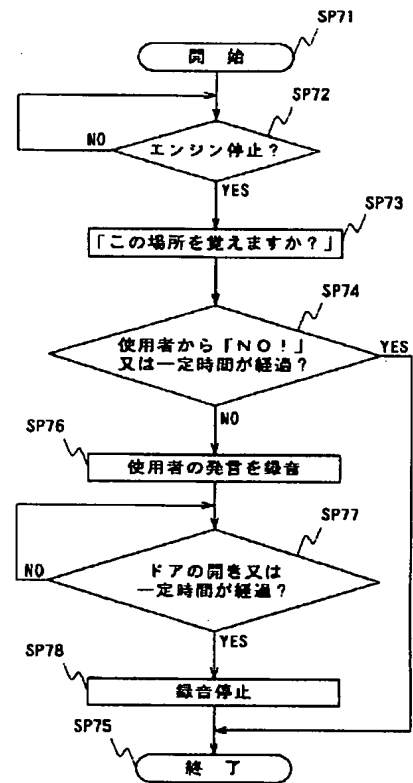 SP71
開始
SP72
エンジン停止?
NO
YES
SP73
「この場所を覚えますか?」
SP74
使用者から「NO!」
又は一定時間が経過?
YES
NO
SP76
使用者の発言を録音
SP77
ドアの開き又は
一定時間が経過?
NO
YES
SP78
録音停止
SP75
終了